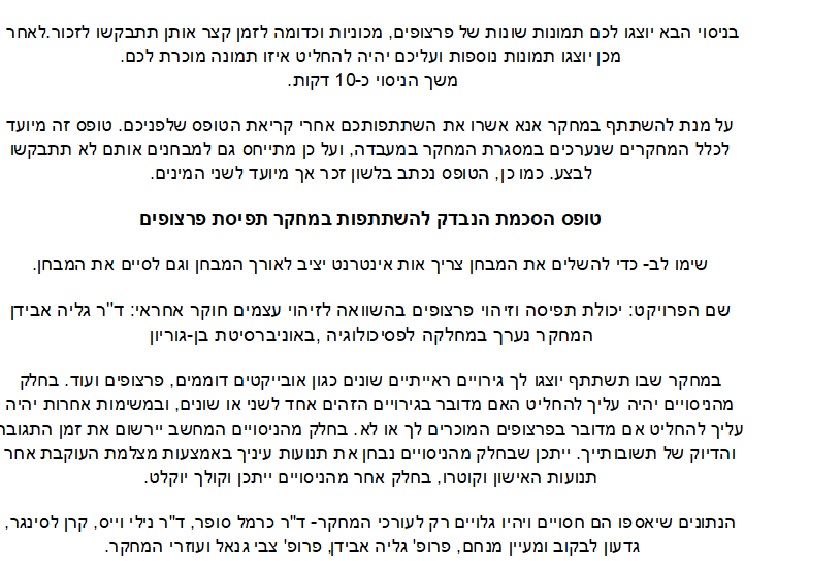 בניסוי הבא יוצגו לכם תמונות שונות של פרצופים, מכוניות וכדומה לזמן קצר אותן תתבקשו לזכור.לאחר
מכן יוצגו תמונות נוספות ועליכם יהיה להחליט איזו תמונה מוכרת לכם.
משך הניסוי כ-10 דקות.
על מנת להשתתף במחקר אנא אשרו את השתתפותכם אחרי קריאת הטופס שלפניכם. טופס זה מיועד
לכלל המחקרים שנערכים במסגרת המחקר במעבדה, ועל כן מתייחס גם למבחנים אותם לא תתבקשו
לבצע. כמו כן, הטופס נכתב בלשון זכר אך מיועד לשני המינים.
טופס הסכמת הנבדק להשתתפות במחקר תפיסת פרצופים
שימו לב- כדי להשלים את המבחן צריך אות אינטרנט יציב לאורך המבחן וגם לסיים את המבחן.
שם הפרויקט: יכולת תפיסה וזיהוי פרצופים בהשוואה לזיהוי עצמים חוקר אחראי: ד"ר גליה אבידן
המחקר נערך במחלקה לפסיכולוגיה ,באוניברסיטת בן-גוריון
במחקר שבו תשתתף יוצגו לך גירויים ראייתיים שונים כגון אובייקטים דוממים, פרצופים ועוד. בחלק
מהניסויים יהיה עליך להחליט האם מדובר בגירויים הזהים אחד לשני או שונים, ובמשימות אחרות יהיה
עליך להחליט אם מדובר בפרצופים המוכרים לך או לא. בחלק מהניסויים המחשב יירשום את זמן התגובה
והדיוק של תשובותייך. ייתכן שבחלק מהניסויים נבחן את תנועות עיניך באמצעות מצלמת העוקבת אחר
תנועות האישון וקוטרו, בחלק אחר מהניסויים ייתכן וקולך יוקלט.
הנתונים שיאספו הם חסויים ויהיו גלויים רק לעורכי המחקר- ד"ר כרמל סופר, ד"ר נילי וייס, קרן לסינגר,
גדעון לבקוב ומעיין מנחם, פרופ' גליה אבידן, פרופ' צבי גנאל ועוזרי המחקר.